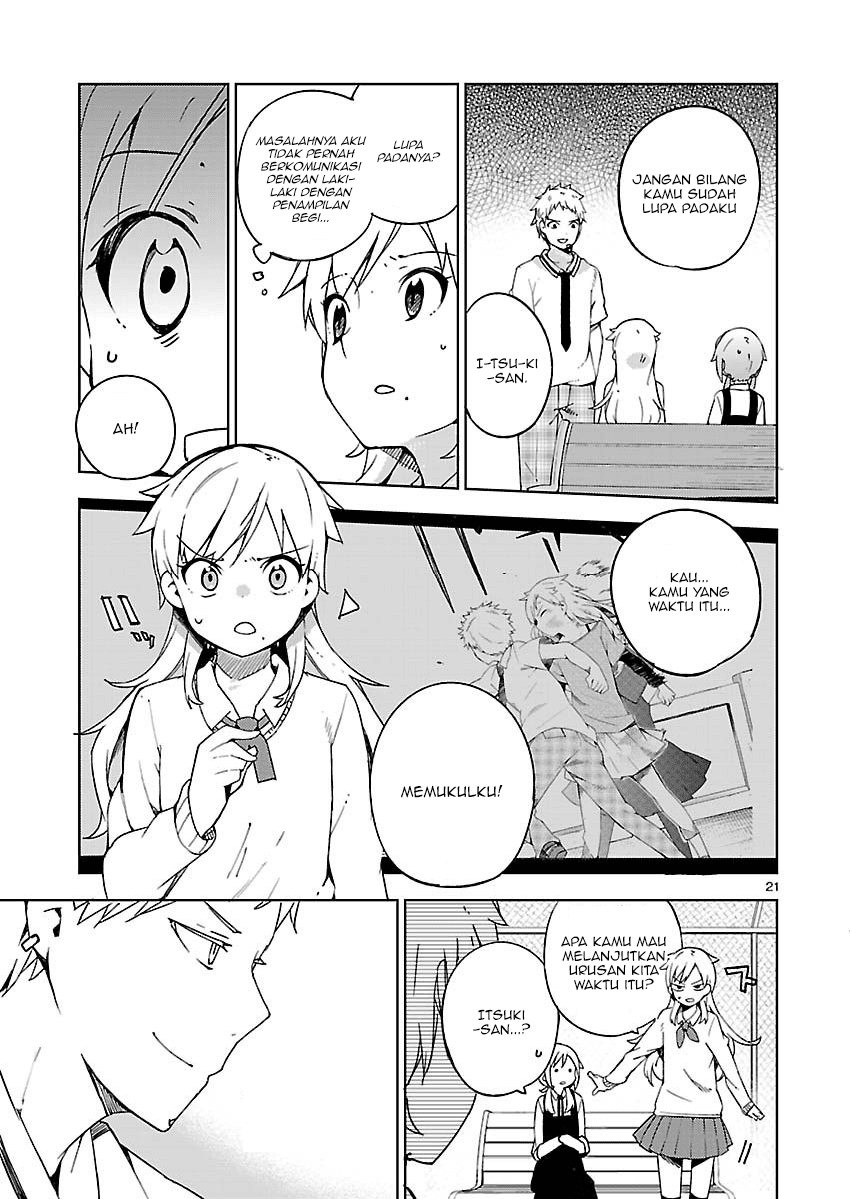 JANGAN BILANG
KAMU SUDAH
LUPA PADAKU
I-TSU-KI
-SAN.
LUPA
PADANYA?
MASALAHNYA AKU
TIDAK PERNAH
BERKOMUNIKASI
DENGAN LAKI-
LAKI DENGAN
PENAMPILAN
BEGI...
AH!
KAU...
KAMU YANG
WAKTU ITU...
MEMUKULKU!
21
APA KAMU MAU
MELANJUTKAN
URUSAN KITA
WAKTU ITU?
ITSUKI
-SAN...?